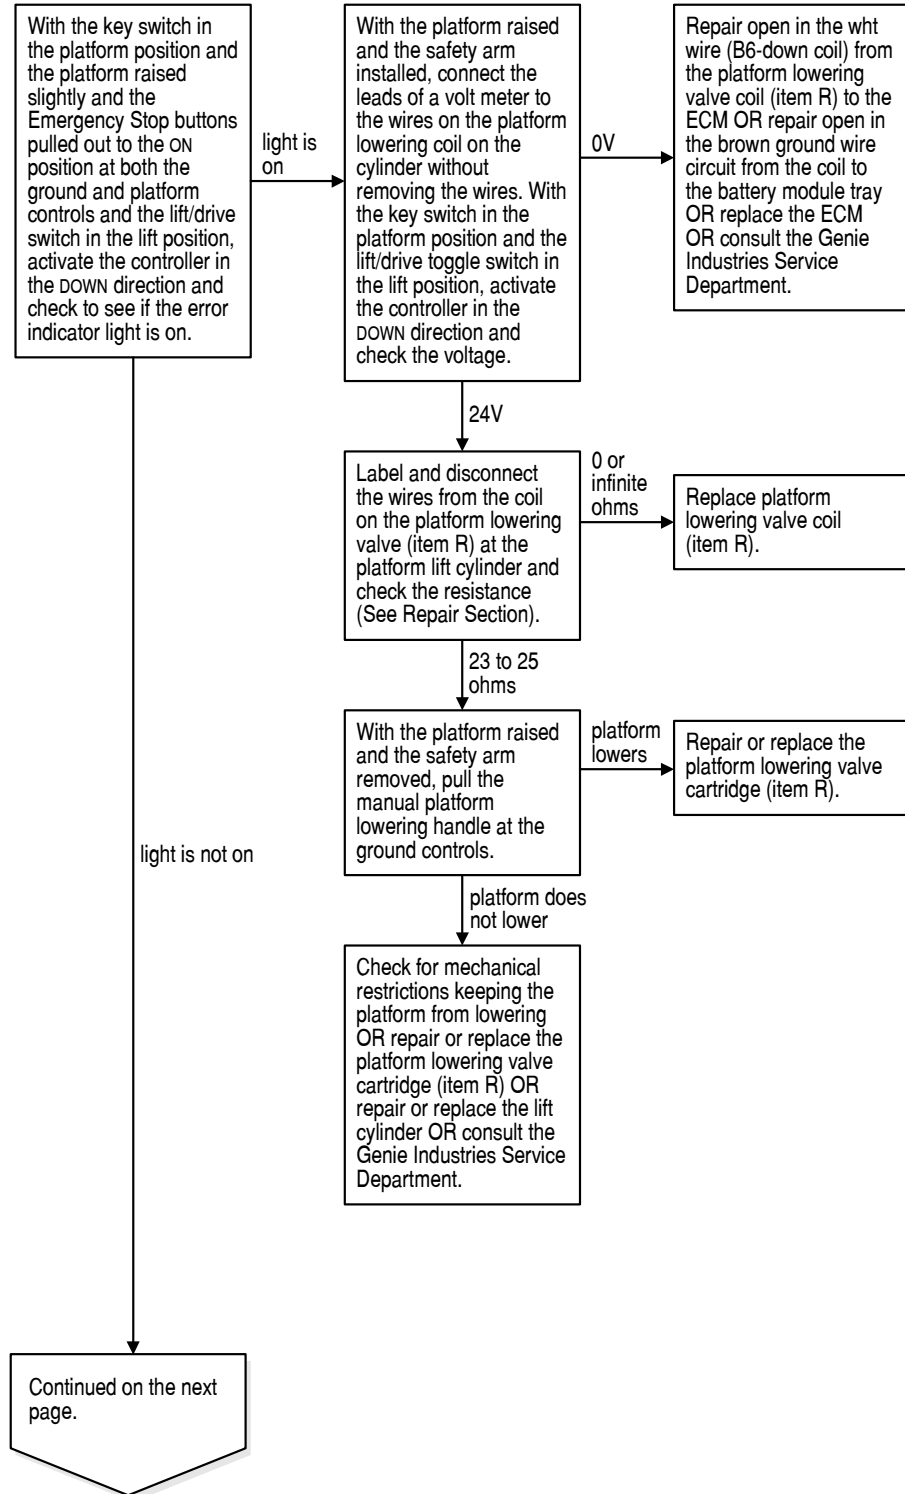 With the key switch in
the platform position and
the platform raised
slightly and the
Emergency Stop buttons
pulled out to the ON
position at both the
ground and platform
controls and the lift/drive
switch in the lift position,
activate the controller in
the DOWN direction and
check to see if the error
indicator light is on.
light is
on
With the platform raised
and the safety arm
installed, connect the
leads of a volt meter to
the wires on the platform
lowering coil on the
cylinder without
removing the wires. With
the key switch in the
platform position and the
lift/drive toggle switch in
the lift position, activate
the controller in the
DOWN direction and
check the voltage.
0V
Repair open in the wht
wire (B6-down coil) from
the platform lowering
valve coil (item R) to the
ECM OR repair open in
the brown ground wire
circuit from the coil to
the battery module tray
OR replace the ECM
OR consult the Genie
Industries Service
Department.
24V
Label and disconnect
the wires from the coil
on the platform lowering
valve (item R) at the
platform lift cylinder and
check the resistance
(See Repair Section).
0 or
infinite
ohms
Replace platform
lowering valve coil
(item R).
23 to 25
ohms
With the platform raised
and the safety arm
removed, pull the
manual platform
lowering handle at the
ground controls.
platform
lowers
Repair or replace the
platform lowering valve
cartridge (item R).
platform does
not lower
Check for mechanical
restrictions keeping the
platform from lowering
OR repair or replace the
platform lowering valve
cartridge (item R) OR
repair or replace the lift
cylinder OR consult the
Genie Industries Service
Department.
light is not on
Continued on the next
page.